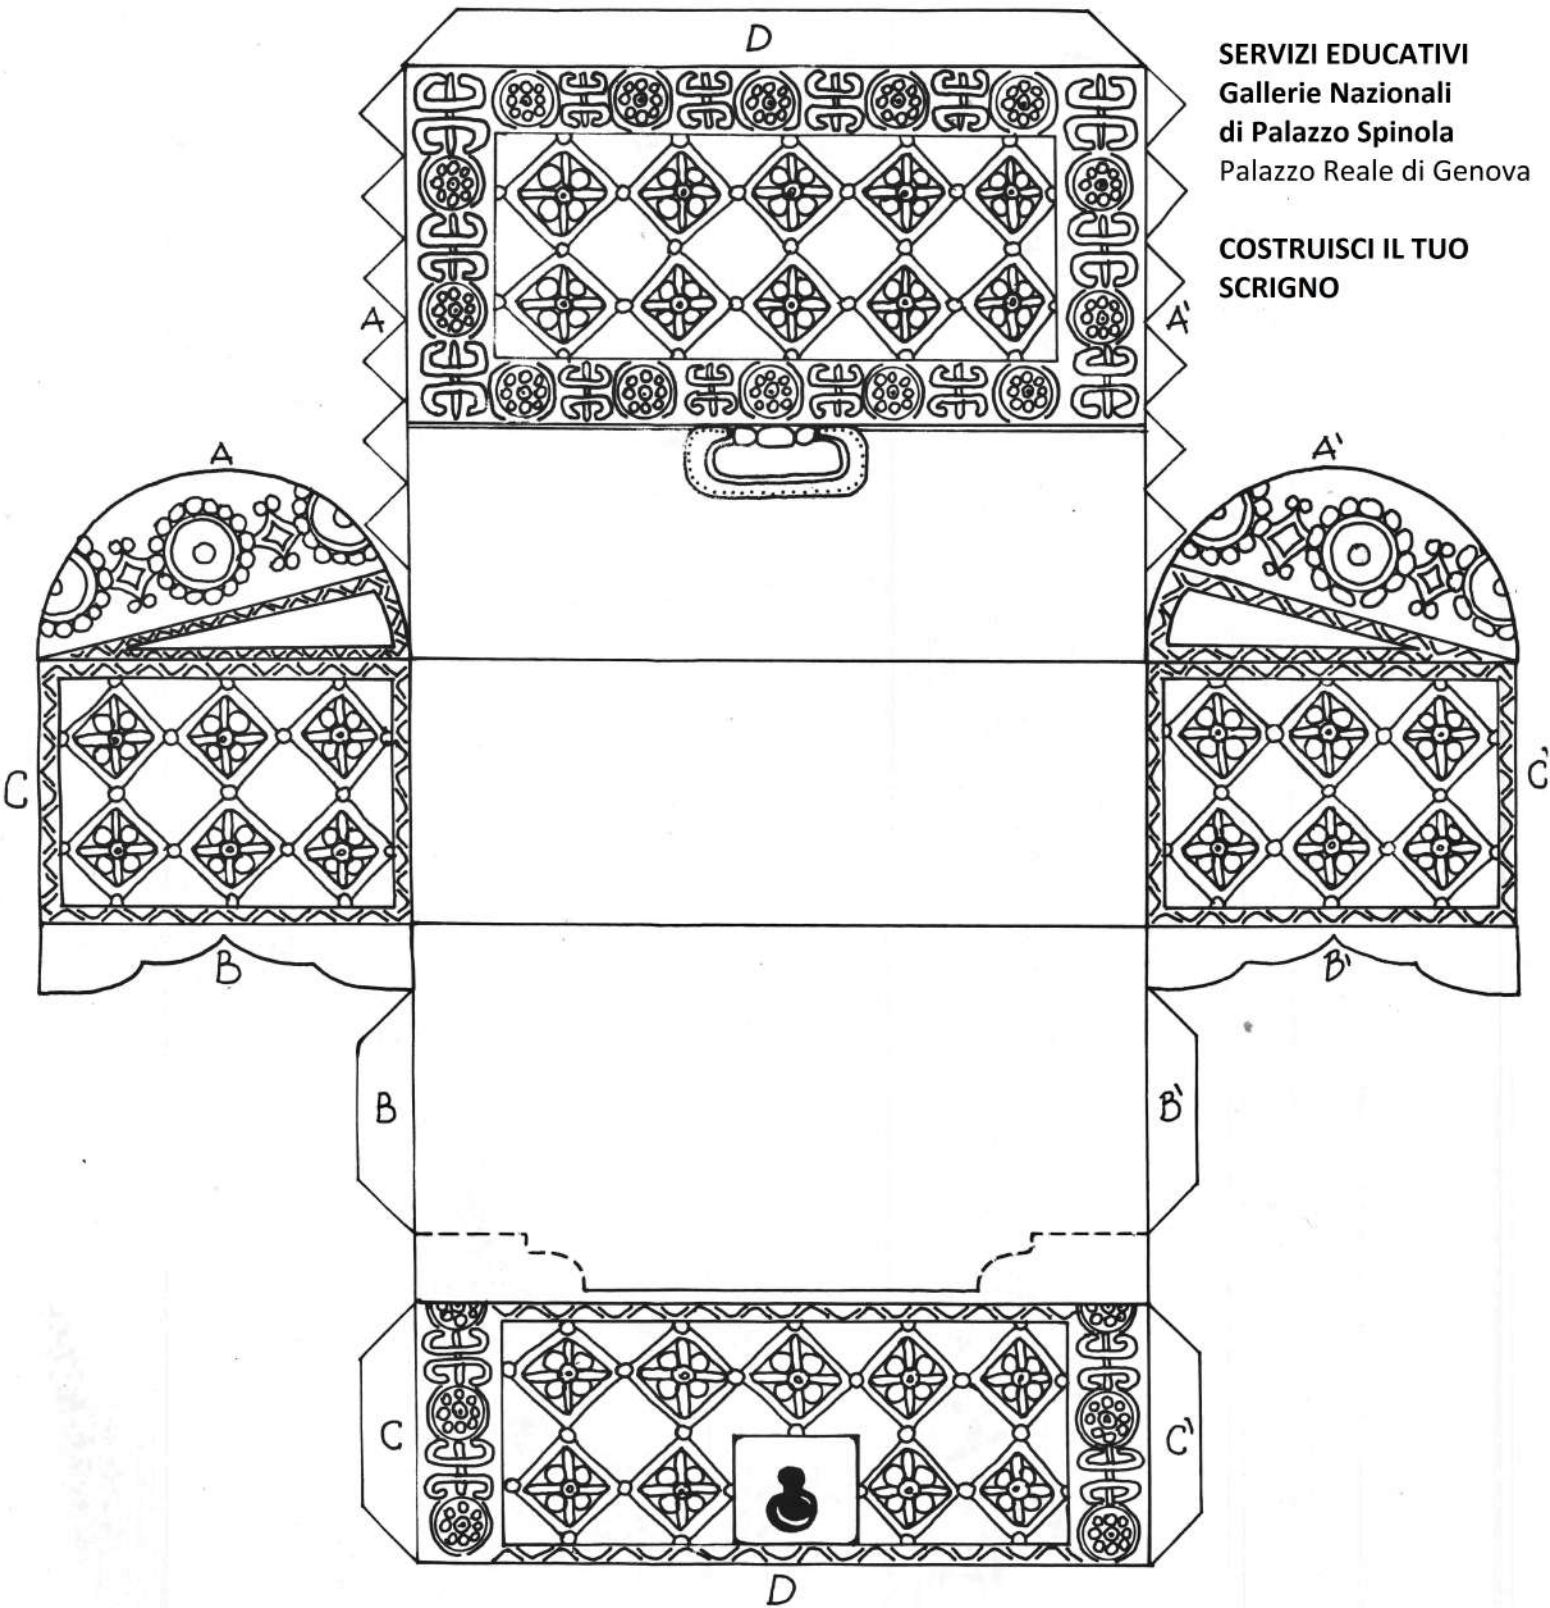 D
SERVIZI EDUCATIVI
Gallerie Nazionali
di Palazzo Spinola
Palazzo Reale di Genova
COSTRUISCI IL TUO
SCRIGNO
A
A'
A
A'
C
C'
B
B'
B
B'
C
C'
D